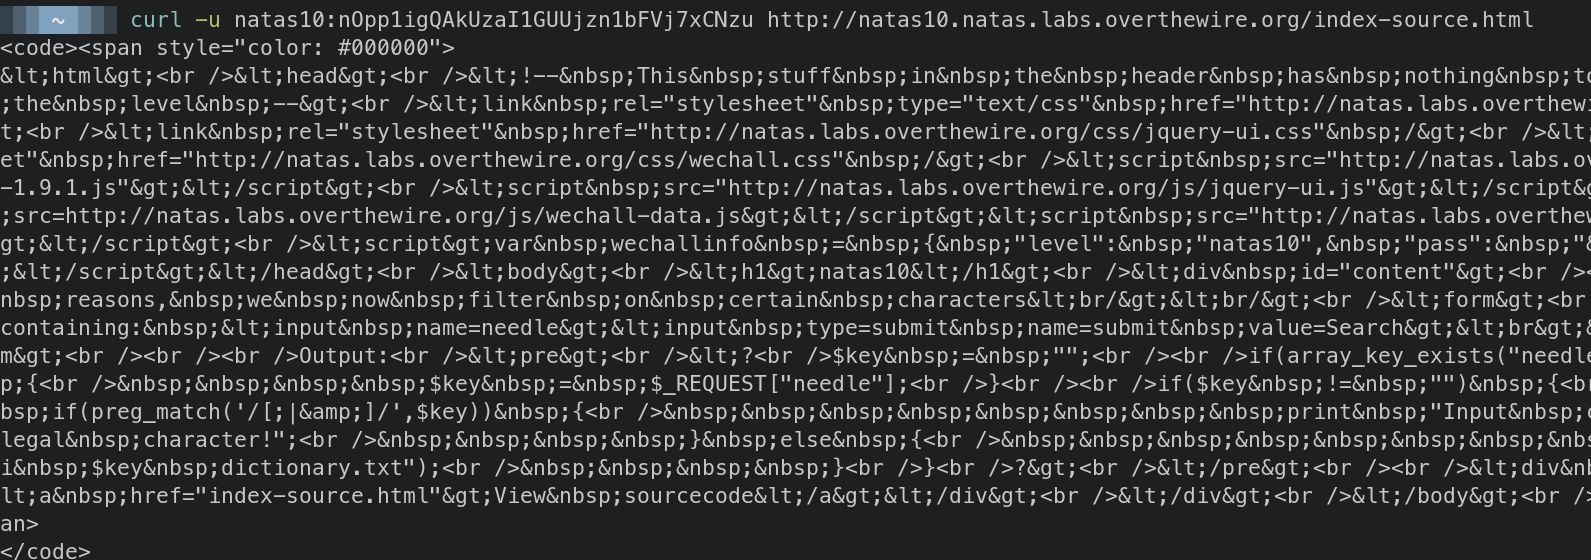 ~ curl -u natas10:nOpp1igQAkUzaI1GUUjzn1bFVj7xCNzu http://natas10.natas.labs.overthewire.org/index-source.html
<code><span style="color: #000000">
&lt;html&gt;<br />&lt;head&gt;<br />&lt;!--&nbsp;This&nbsp;stuff&nbsp;in&nbsp;the&nbsp;header&nbsp;has&nbsp;nothing&nbsp;to
;the&nbsp;level&nbsp;--&gt;<br />&lt;link&nbsp;rel="stylesheet"&nbsp;type="text/css"&nbsp;href="http://natas.labs.overthewi
t;<br />&lt;link&nbsp;rel="stylesheet"&nbsp;href="http://natas.labs.overthewire.org/css/jquery-ui.css"&nbsp;/&gt;<br />&lt;
et"&nbsp;href="http://natas.labs.overthewire.org/css/wechall.css"&nbsp;/&gt;<br />&lt;script&nbsp;src="http://natas.labs.ov
-1.9.1.js"&gt;&lt;/script&gt;<br />&lt;script&nbsp;src="http://natas.labs.overthewire.org/js/jquery-ui.js"&gt;&lt;/script&g
;src=http://natas.labs.overthewire.org/js/wechall-data.js&gt;&lt;/script&gt;&lt;script&nbsp;src="http://natas.labs.overthew
gt;&lt;/script&gt;<br />&lt;script&gt;var&nbsp;wechallinfo&nbsp;=&nbsp;{&nbsp;"level":&nbsp;"natas10",&nbsp;"pass":&nbsp;"&
;&lt;/script&gt;&lt;/head&gt;<br />&lt;body&gt;<br />&lt;h1&gt;natas10&lt;/h1&gt;<br />&lt;div&nbsp;id="content"&gt;<br /><
nbsp;reasons,&nbsp;we&nbsp;now&nbsp;filter&nbsp;on&nbsp;certain&nbsp;characters&lt;br/&gt;&lt;br/&gt;<br />&lt;form&gt;<br
containing:&nbsp;&lt;input&nbsp;name=needle&gt;&lt;input&nbsp;type=submit&nbsp;name=submit&nbsp;value=Search&gt;&lt;br&gt;&
m&gt;<br /><br /><br />Output:<br />&lt;pre&gt;<br />&lt;?<br />$key&nbsp;=&nbsp;"";<br /><br />if(array_key_exists("needle
p;{<br />&nbsp;&nbsp;&nbsp;&nbsp;$key&nbsp;=&nbsp;$_REQUEST["needle"];<br />}<br /><br />if($key&nbsp;!=&nbsp;"")&nbsp;{<br
bsp;if(preg_match('/[;|&amp;]/',$key))&nbsp;{<br />&nbsp;&nbsp;&nbsp;&nbsp;&nbsp;&nbsp;&nbsp;&nbsp;print&nbsp;"Input&nbsp;c
legal&nbsp;character!";<br />&nbsp;&nbsp;&nbsp;&nbsp;}&nbsp;else&nbsp;{<br />&nbsp;&nbsp;&nbsp;&nbsp;&nbsp;&nbsp;&nbsp;&nbs
i&nbsp;$key&nbsp;dictionary.txt");<br />&nbsp;&nbsp;&nbsp;&nbsp;}<br />}<br />?&gt;<br />&lt;/pre&gt;<br /><br />&lt;div&nb
lt;a&nbsp;href="index-source.html"&gt;View&nbsp;sourcecode&lt;/a&gt;&lt;/div&gt;<br />&lt;/div&gt;<br />&lt;/body&gt;<br />
an>
</code>